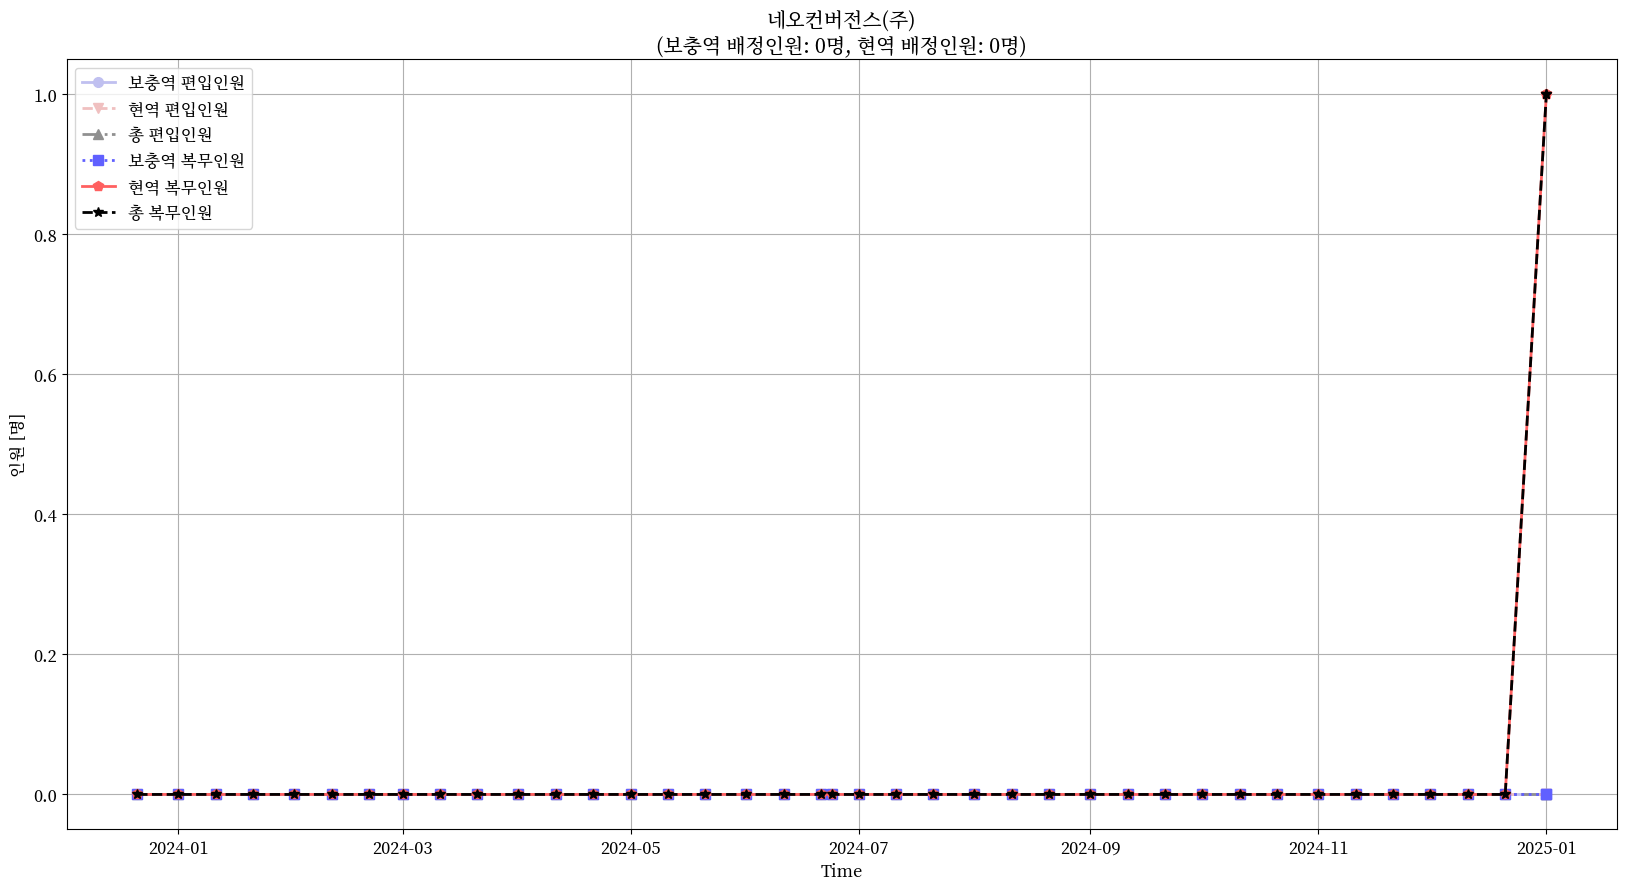 네오컨버전스(주)
(보충역 배정인원: 0명, 현역 배정인원: 0명)
보충역 편입인원
현역 편입인원
총 편입인원
보충역 복무인원
현역 복무인원
총 복무인원
1.0
0.8
0.6
0.4
0.2
0.0
인원 [명]
2024-01
2024-03
2024-05
2024-07
2024-09
2024-11
2025-01
Time